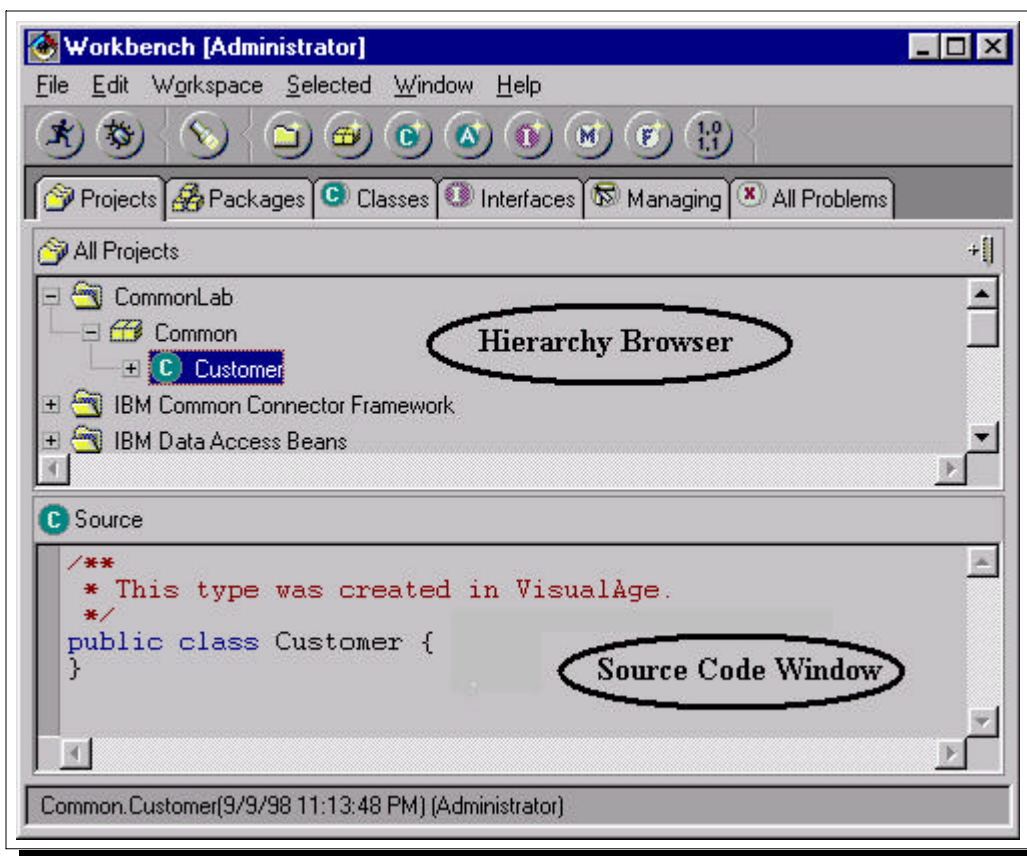 Workbench [Administrator]
File Edit Workspace Selected Window Help
C A I M F 1.0
1.1
Projects Packages C Classes I Interfaces Managing All Problems
All Projects
CommonLab
Common
C Customer
Hierarchy Browser
IBM Common Connector Framework
IBM Data Access Beans
C Source
/**
* This type was created in VisualAge.
*/
public class Customer {
}
Source Code Window
Common.Customer(9/9/98 11:13:48 PM) (Administrator)